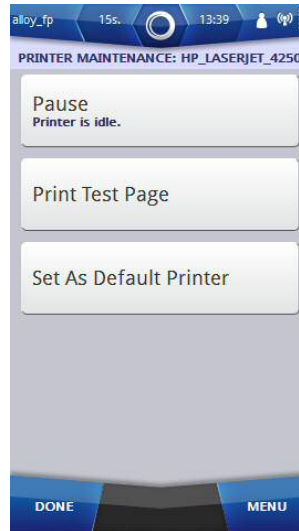 alloy_fp 15s. 13:39
PRINTER MAINTENANCE: HP_LASERJET_4250
Pause
Printer is idle.
Print Test Page
Set As Default Printer
DONE MENU